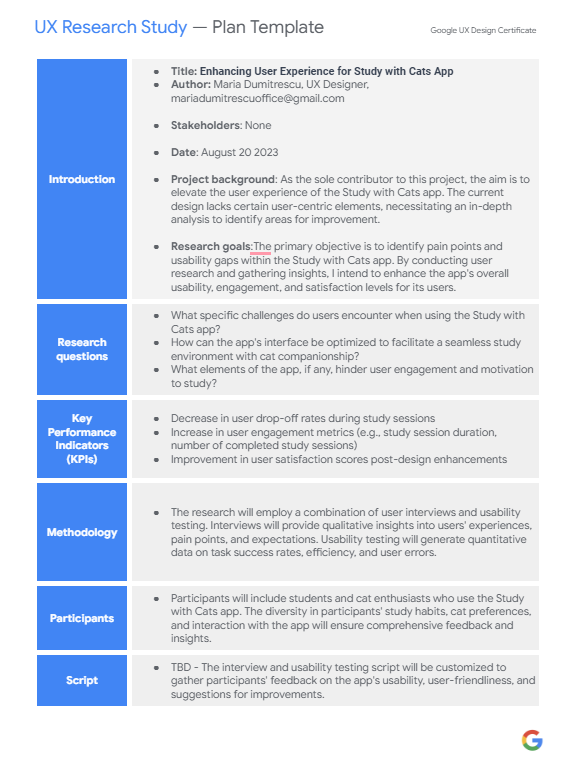 UX Research Study — Plan Template
Google UX Design Certificate
Introduction
Title: Enhancing User Experience for Study with Cats App
Author: Maria Dumitrescu, UX Designer,
mariadumitrescuoffice@gmail.com
Stakeholders: None
Date: August 20 2023
Project background: As the sole contributor to this project, the aim is to
elevate the user experience of the Study with Cats app. The current
design lacks certain user-centric elements, necessitating an in-depth
analysis to identify areas for improvement.
Research goals:The primary objective is to identify pain points and
usability gaps within the Study with Cats app. By conducting user
research and gathering insights, I intend to enhance the app's overall
usability, engagement, and satisfaction levels for its users.
Research
questions
What specific challenges do users encounter when using the Study with
Cats app?
How can the app's interface be optimized to facilitate a seamless study
environment with cat companionship?
What elements of the app, if any, hinder user engagement and motivation
to study?
Key
Performance
Indicators
(KPIs)
Decrease in user drop-off rates during study sessions
Increase in user engagement metrics (e.g., study session duration,
number of completed study sessions)
Improvement in user satisfaction scores post-design enhancements
Methodology
The research will employ a combination of user interviews and usability
testing. Interviews will provide qualitative insights into users' experiences,
pain points, and expectations. Usability testing will generate quantitative
data on task success rates, efficiency, and user errors.
Participants
Participants will include students and cat enthusiasts who use the Study
with Cats app. The diversity in participants' study habits, cat preferences,
and interaction with the app will ensure comprehensive feedback and
insights.
Script
TBD - The interview and usability testing script will be customized to
gather participants' feedback on the app's usability, user-friendliness, and
suggestions for improvements.